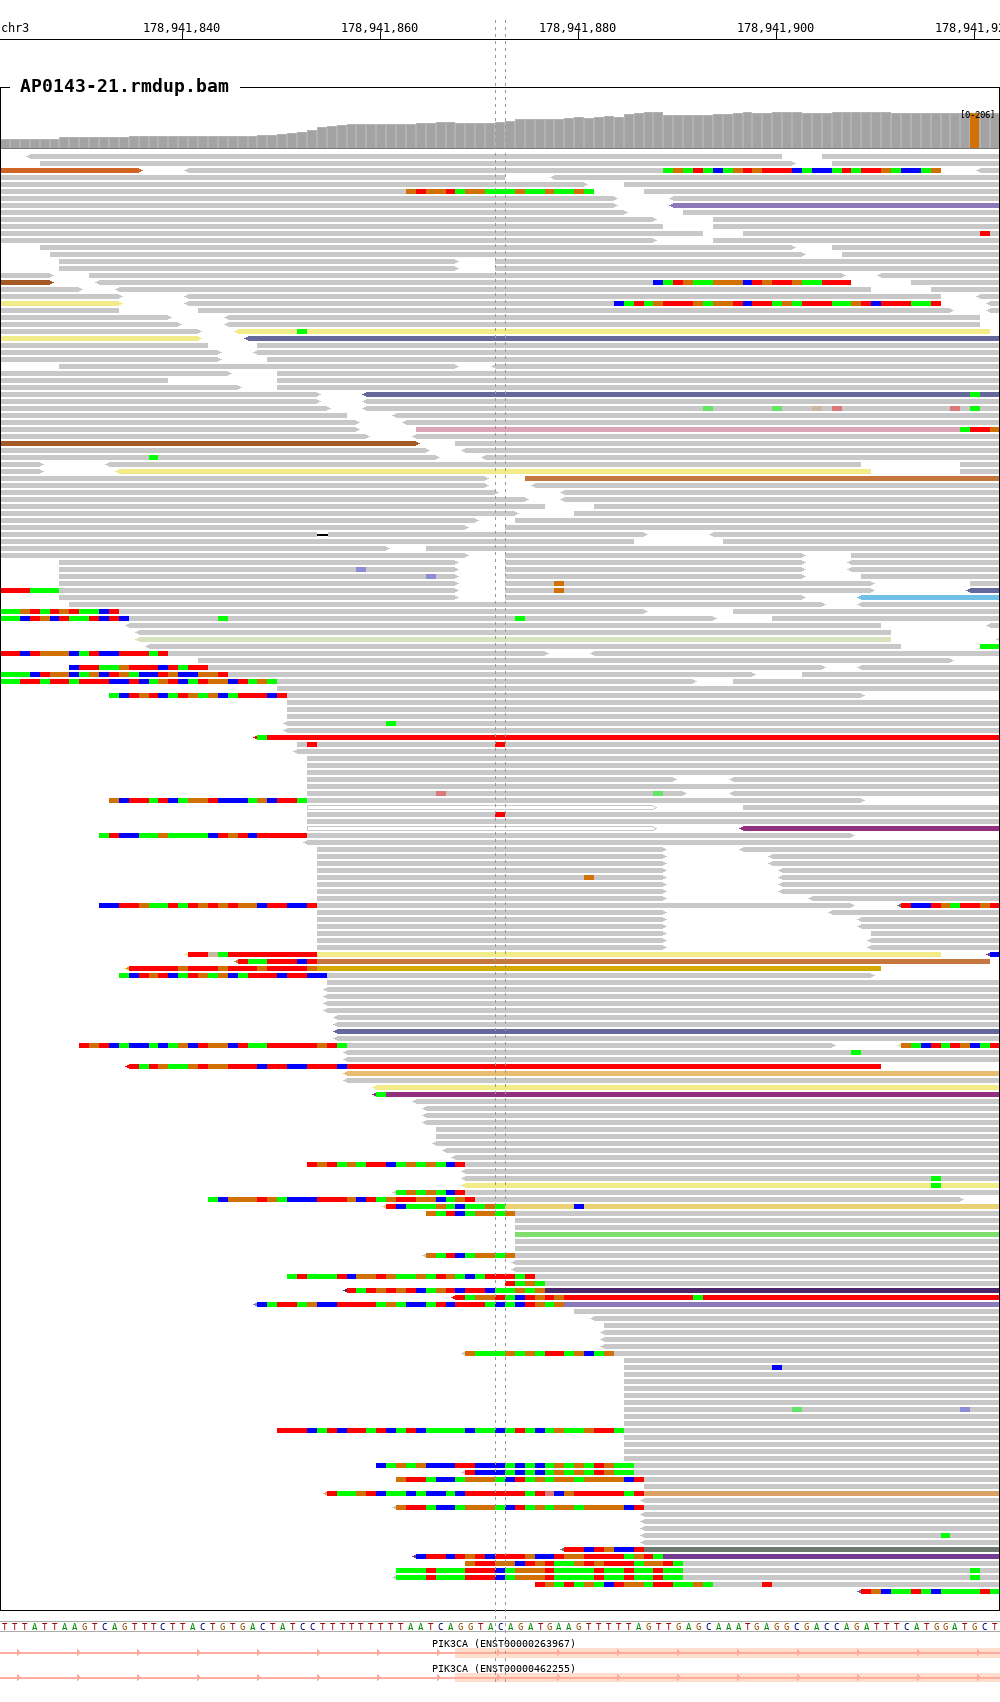 chr3 178,941,840 178,941,860 178,941,880 178,941,900 178,941,92
AP0143-21.rmdup.bam
[0-206]
TTTATTAAGTCAGTTTCTTACTGTGACTATCCTTTTTTTTTAATCAGGTACAGATGAAGTTTTTAGTTGAGCAAATGAGGCGACCAGATTTCATGGATGCT
PIK3CA (ENST00000263967)
PIK3CA (ENST00000462255)